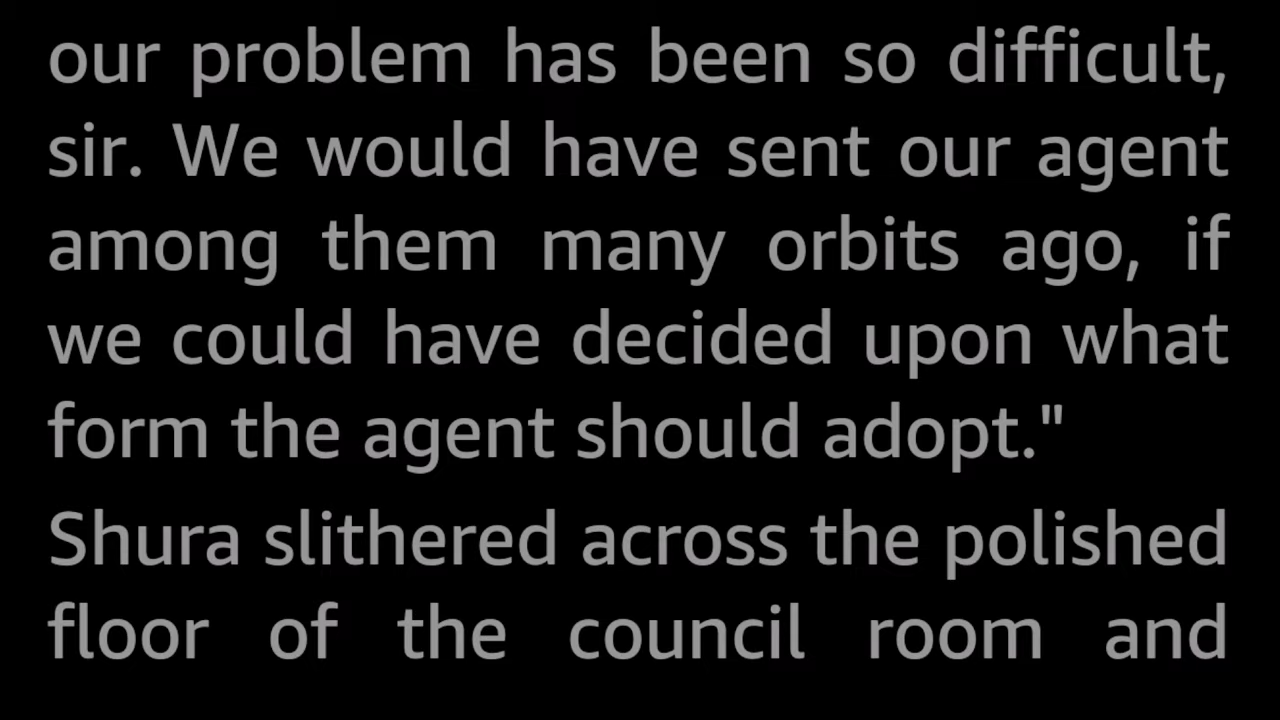 our problem has been so difficult,
sir. We would have sent our agent
among them many orbits ago, if
we could have decided upon what
form the agent should adopt."
Shura slithered across the polished
floor of the council room and